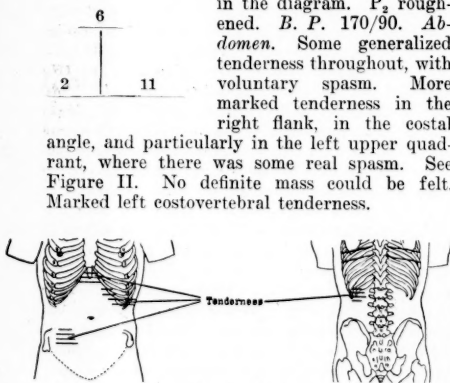 in the diagram. P₂ rough-
ened. B. P. 170/90. Ab-
domen. Some generalized
tenderness throughout, with
voluntary spasm. More
marked tenderness in the
right flank, in the costal
angle, and particularly in the left upper quad-
rant, where there was some real spasm. See
Figure II. No definite mass could be felt.
Marked left costovertebral tenderness.
6
2 11
Tenderness